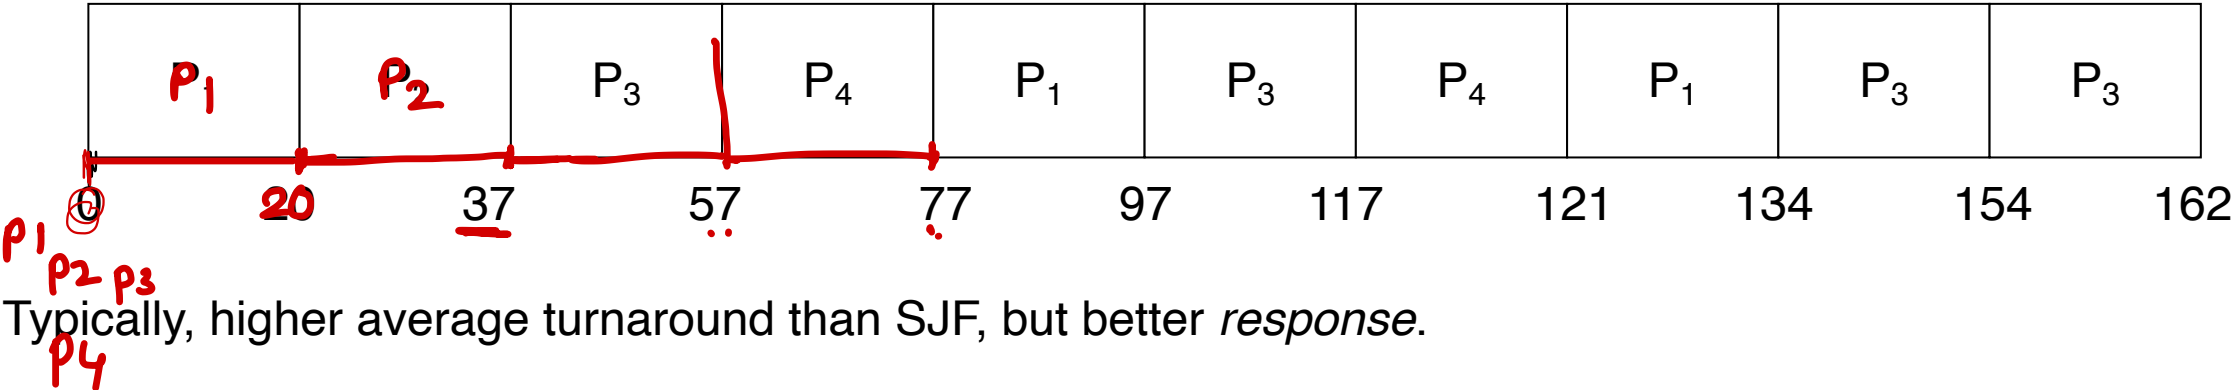 P1 P2 P3 P4 P1 P3 P4 P1 P3 P3
0 20 37 57 77 97 117 121 134 154 162
P1
P2 P3
Typically, higher average turnaround than SJF, but better response.
P4